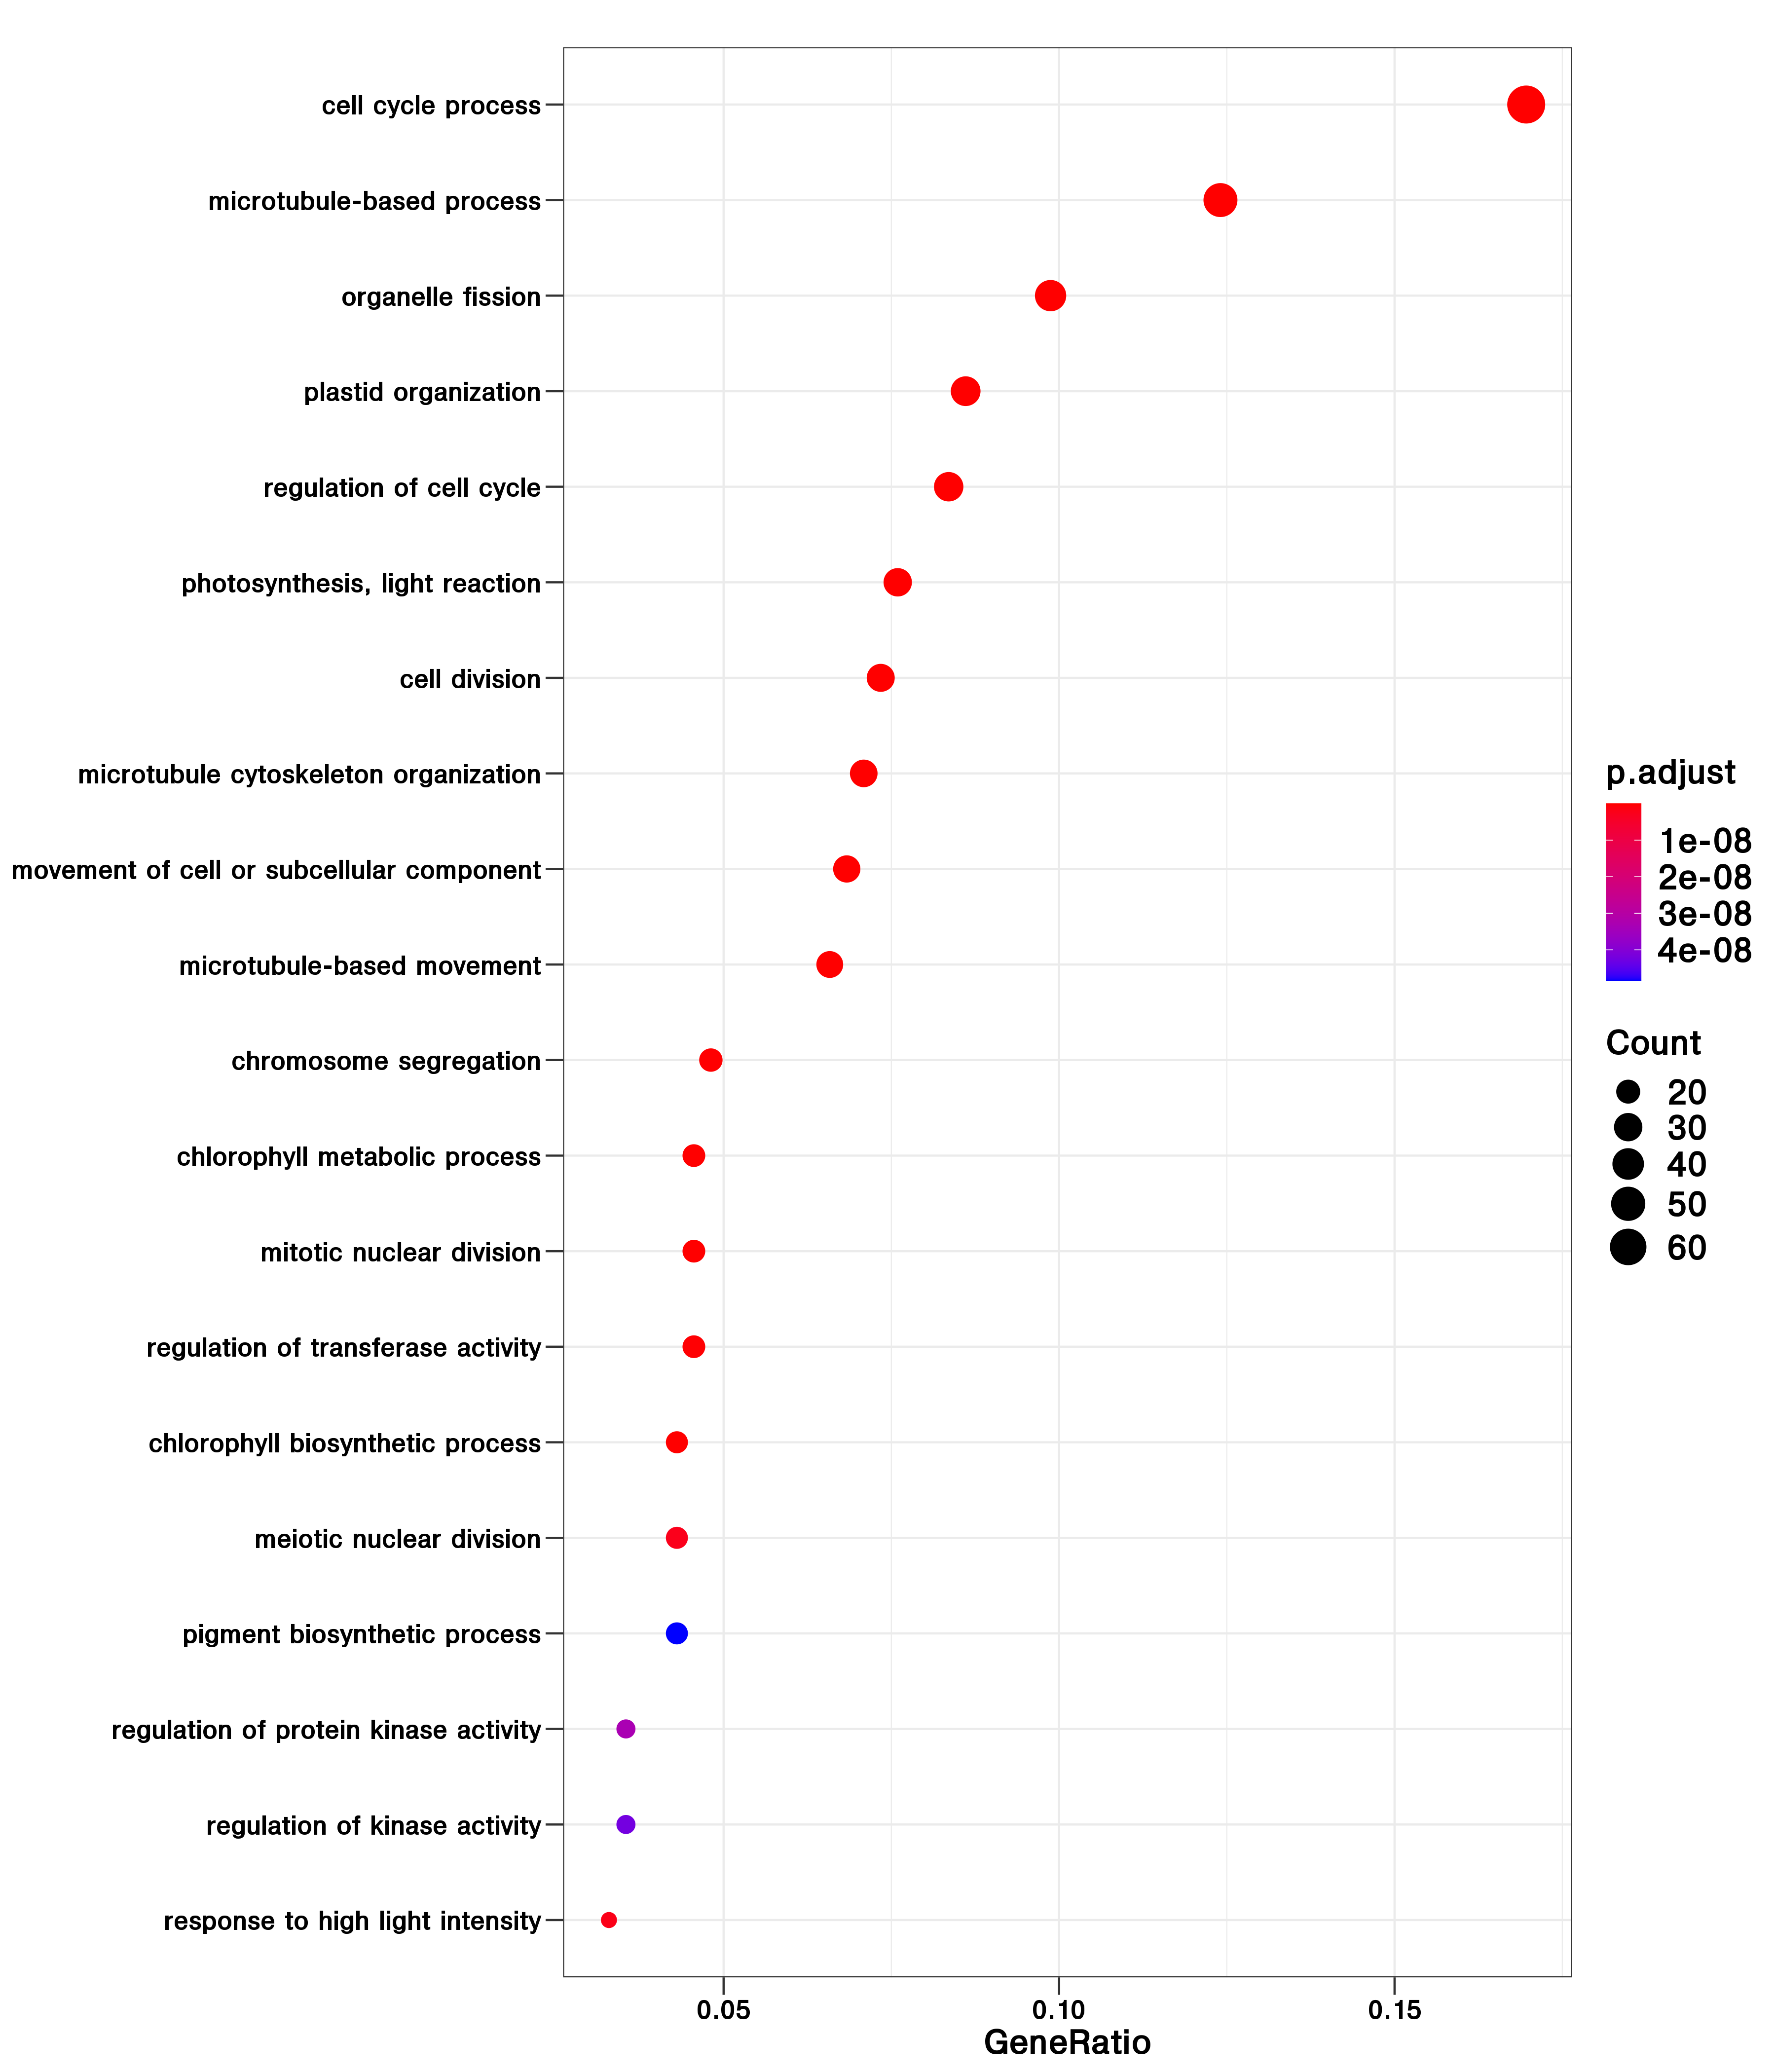 cell cycle process
microtubule-based process
organelle fission
plastid organization
regulation of cell cycle
photosynthesis, light reaction
cell division
microtubule cytoskeleton organization
movement of cell or subcellular component
microtubule-based movement
chromosome segregation
chlorophyll metabolic process
mitotic nuclear division
regulation of transferase activity
chlorophyll biosynthetic process
meiotic nuclear division
pigment biosynthetic process
regulation of protein kinase activity
regulation of kinase activity
response to high light intensity
0.05 0.10 0.15
GeneRatio
p.adjust
1e-08
2e-08
3e-08
4e-08
Count
20
30
40
50
60